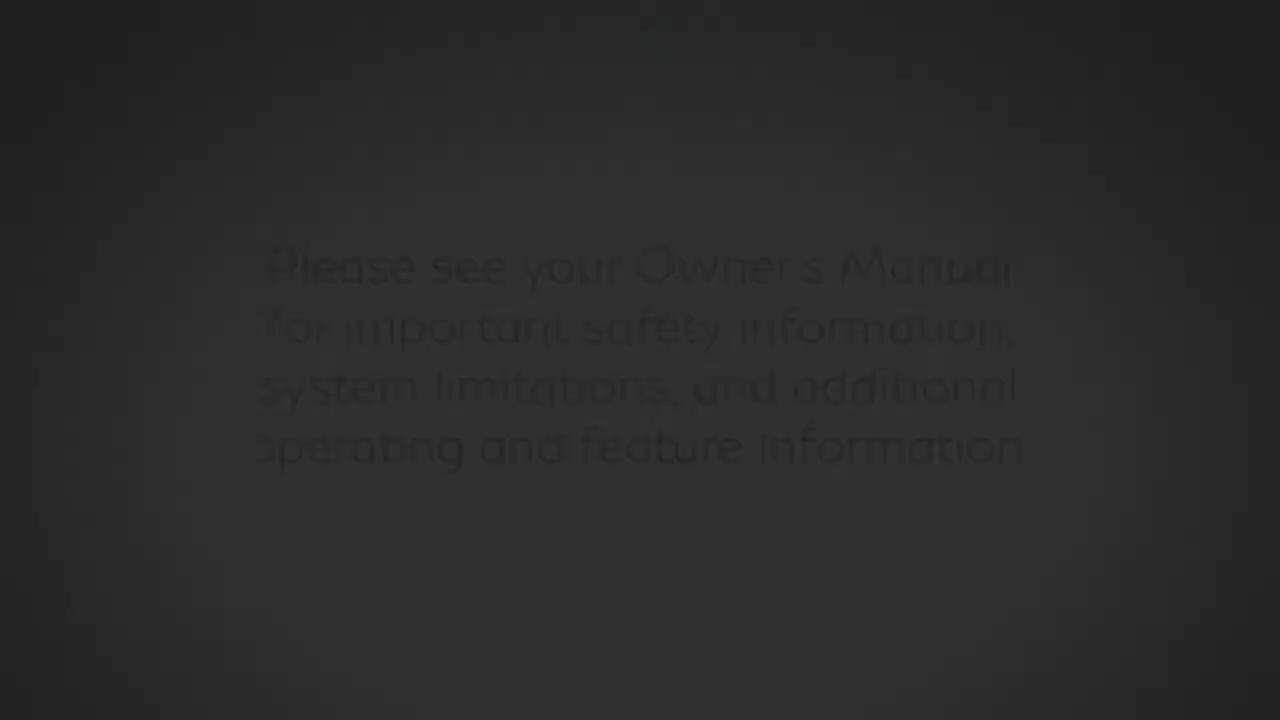 Please see your Owner's Manual
for important safety information,
system limitations, and additional
operating and feature information